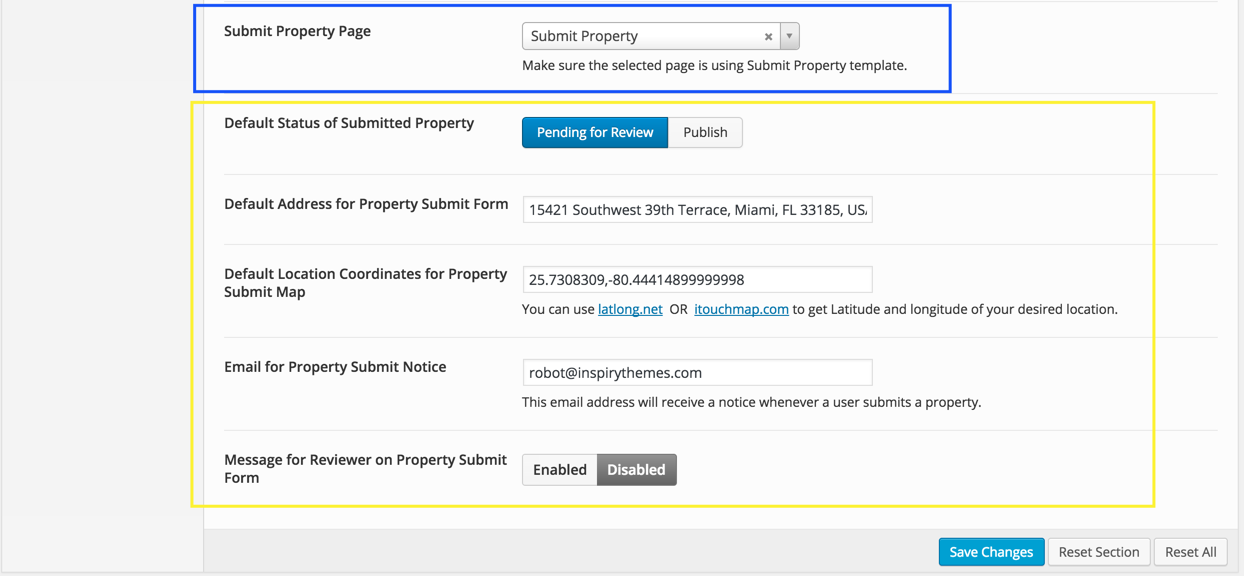 Submit Property Page
Submit Property
Make sure the selected page is using Submit Property template.
Default Status of Submitted Property
Pending for Review
Publish
Default Address for Property Submit Form
15421 Southwest 39th Terrace, Miami, FL 33185, US
Default Location Coordinates for Property
Submit Map
25.7308309,-80.44414899999998
You can use latlong.net OR itouchmap.com to get Latitude and longitude of your desired location.
Email for Property Submit Notice
robot@inspirythemes.com
This email address will receive a notice whenever a user submits a property.
Message for Reviewer on Property Submit
Form
Enabled
Disabled
Save Changes
Reset Section
Reset All